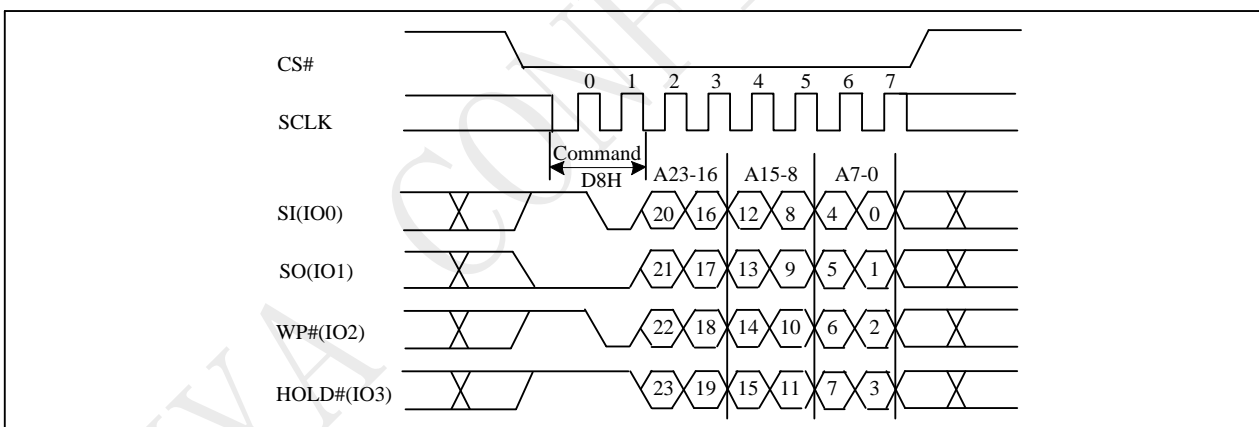 CS#
0 1 2 3 4 5 6 7
SCLK
Command
D8H
A23-16 A15-8 A7-0
SI(IO0) 20 16 12 8 4 0
SO(IO1) 21 17 13 9 5 1
WP#(IO2) 22 18 14 10 6 2
HOLD#(IO3) 23 19 15 11 7 3